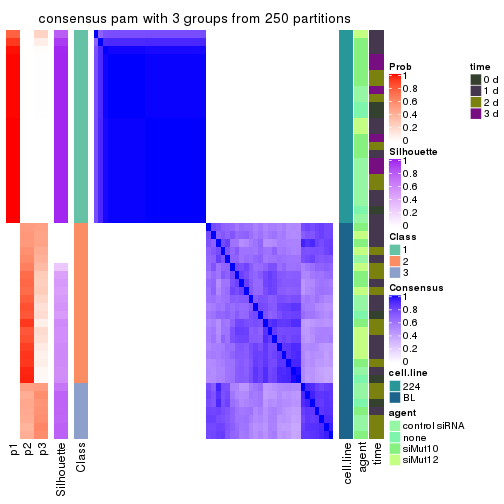 consensus pam with 3 groups from 250 partitions
Prob
1
0.8
0.6
0.4
0.2
0
time
0 d
1 d
2 d
3 d
Silhouette
1
0.8
0.6
0.4
0.2
0
Class
1
2
3
Consensus
1
0.8
0.6
0.4
0.2
0
cell.line
224
BL
agent
control siRNA
none
siMut10
siMut12
p1
p2
p3
Silhouette
Class
cell.line
agent
time